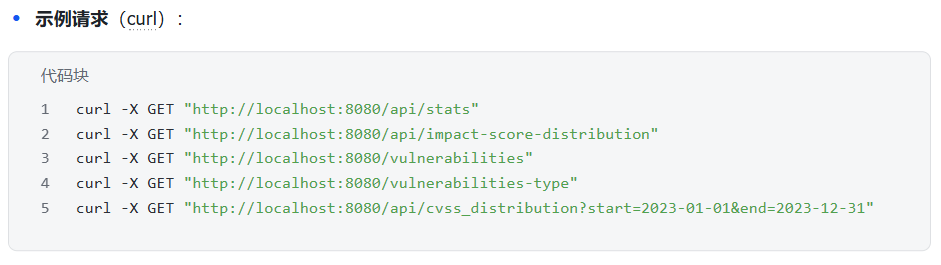 • 示例请求（curl）：
代码块
1 curl -X GET "http://localhost:8080/api/stats"
2 curl -X GET "http://localhost:8080/api/impact-score-distribution"
3 curl -X GET "http://localhost:8080/vulnerabilities"
4 curl -X GET "http://localhost:8080/vulnerabilities-type"
5 curl -X GET "http://localhost:8080/api/cvss_distribution?start=2023-01-01&end=2023-12-31"